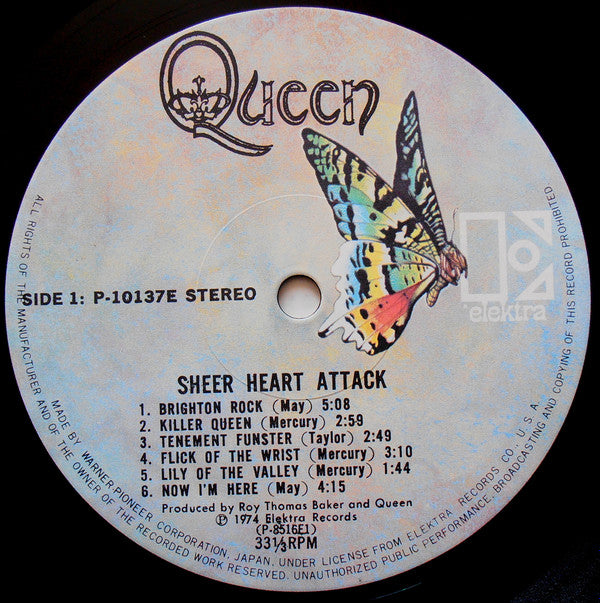 Queen
elektra
SIDE 1: P-10137E STEREO
SHEER HEART ATTACK
1. BRIGHTON ROCK (May) 5:08
2. KILLER QUEEN (Mercury) 2:59
3. TENEMENT FUNSTER (Taylor) 2:49
4. FLICK OF THE WRIST (Mercury) 3:10
5. LILY OF THE VALLEY (Mercury) 1:44
6. NOW I'M HERE (May) 4:15
Produced by Roy Thomas Baker and Queen
Ⓟ 1974 Elektra Records
(P-8516E1)
33⅓RPM
MADE BY WARNER-PIONEER CORPORATION, JAPAN. UNDER LICENSE FROM ELEKTRA RECORDS CO., U.S.A.
ALL RIGHTS OF THE MANUFACTURER AND OF THE OWNER OF THE RECORDED WORK RESERVED. UNAUTHORIZED PUBLIC PERFORMANCE, BROADCASTING AND COPYING OF THIS RECORD PROHIBITED